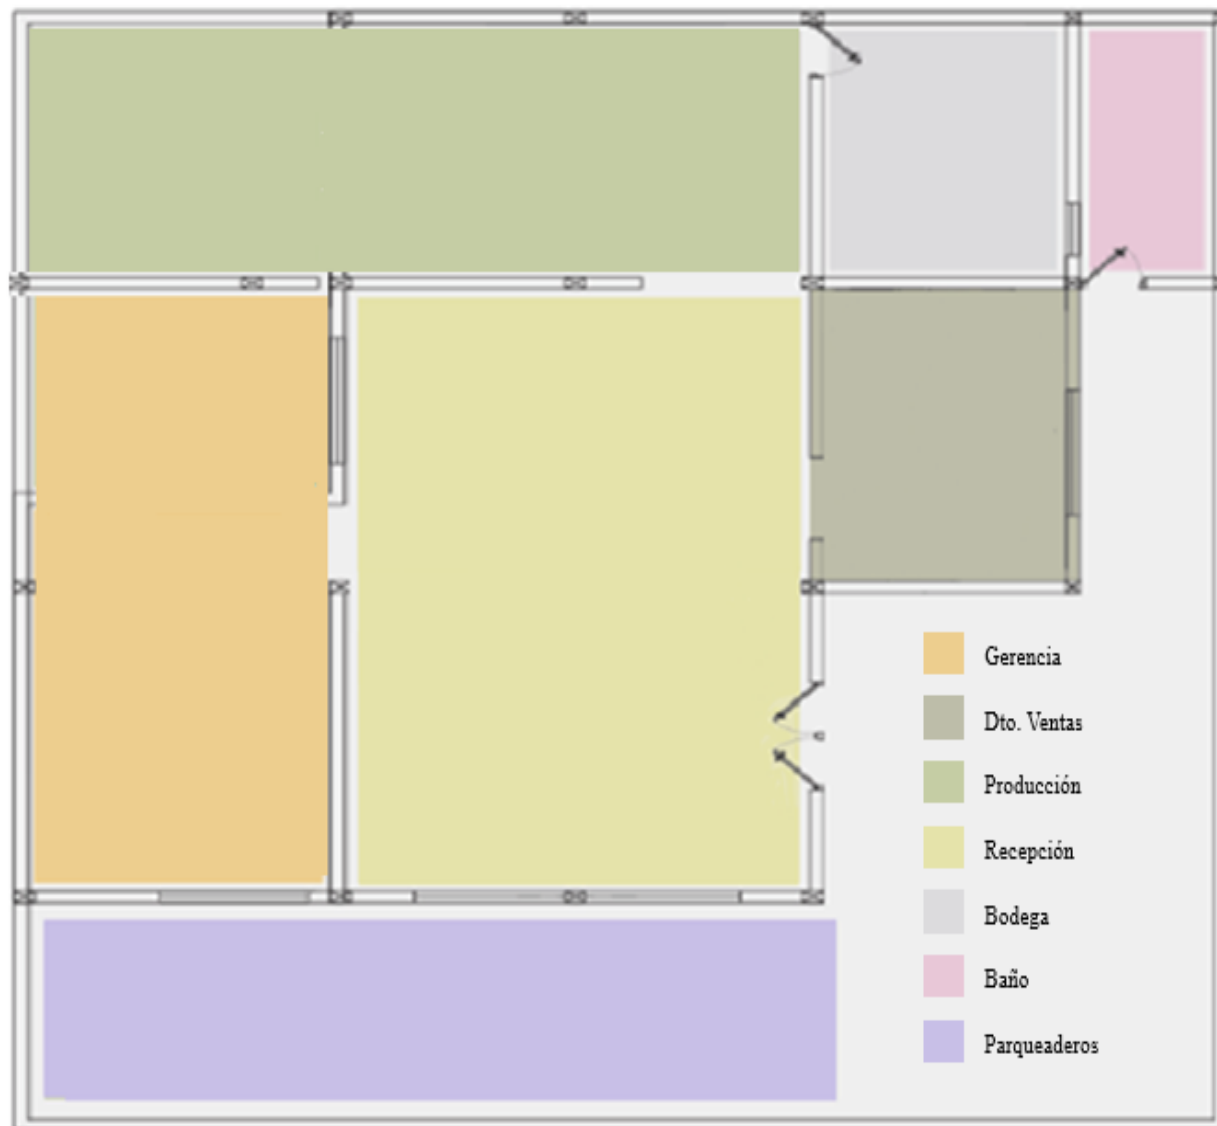 Gerencia
Dto. Ventas
Producción
Recepción
Bodega
Baño
Parqueaderos